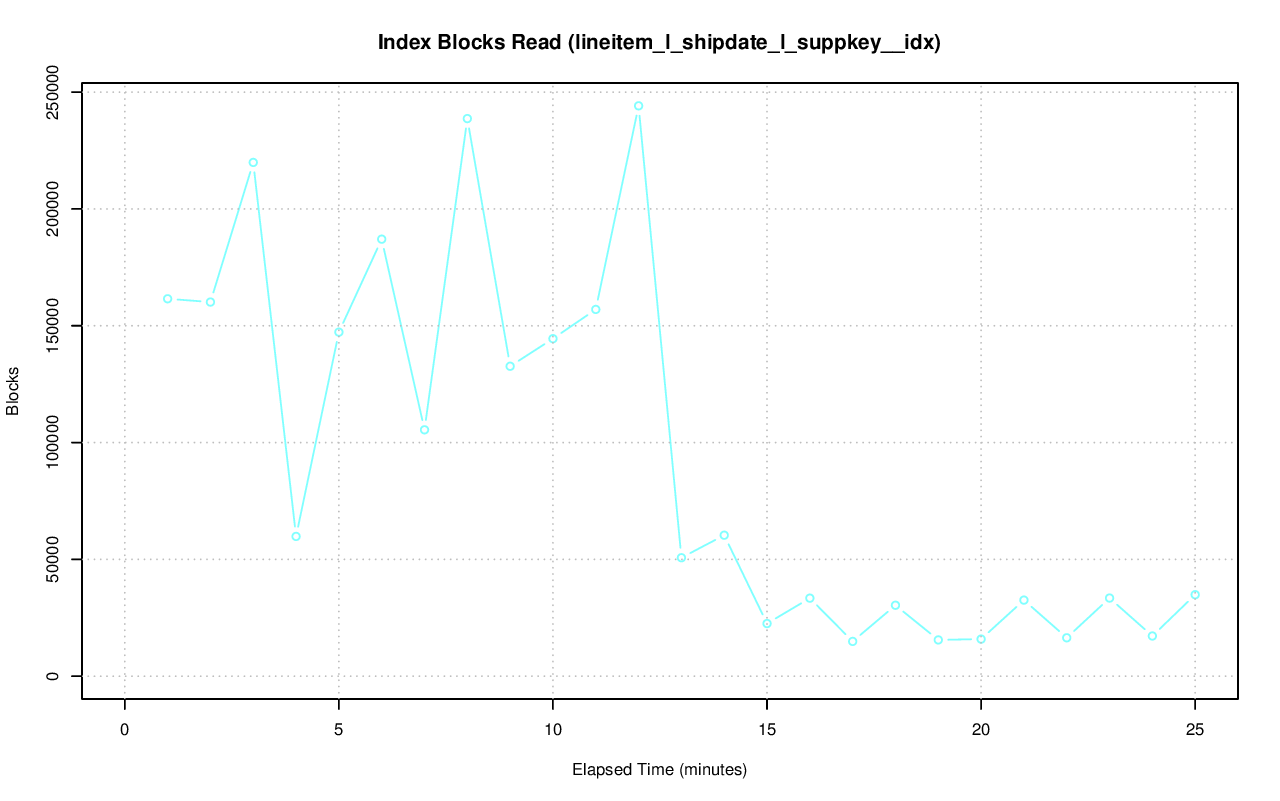 Index Blocks Read (lineitem_l_shipdate_l_suppkey__idx)
250000
200000
150000
100000
50000
0
Blocks
0 5 10 15 20 25
Elapsed Time (minutes)